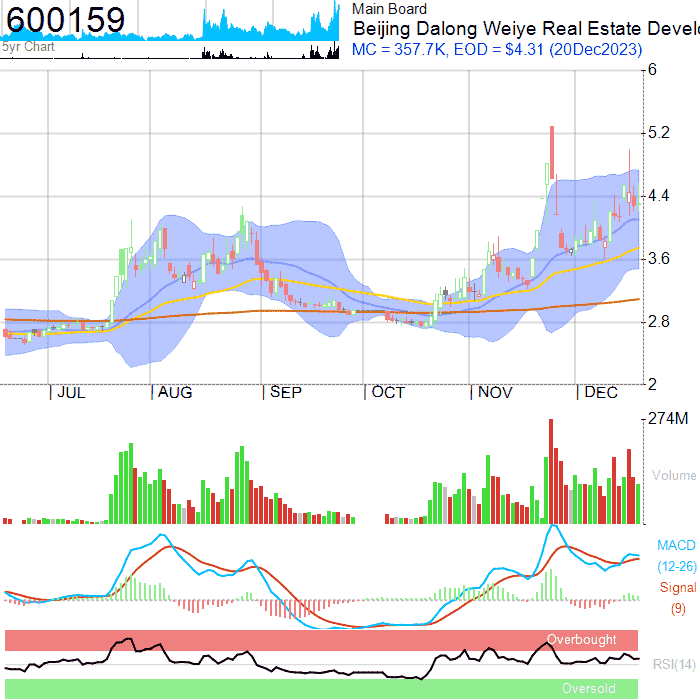 600159
5yr Chart
Main Board
Beijing Dalong Weiye Real Estate Devel
MC = 357.7K, EOD = $4.31 (20Dec2023)
6
5.2
4.4
3.6
2.8
2
JUL AUG SEP OCT NOV DEC
274M
Volume
MACD
(12-26)
Signal
(9)
Overbought
RSI(14)
Oversold